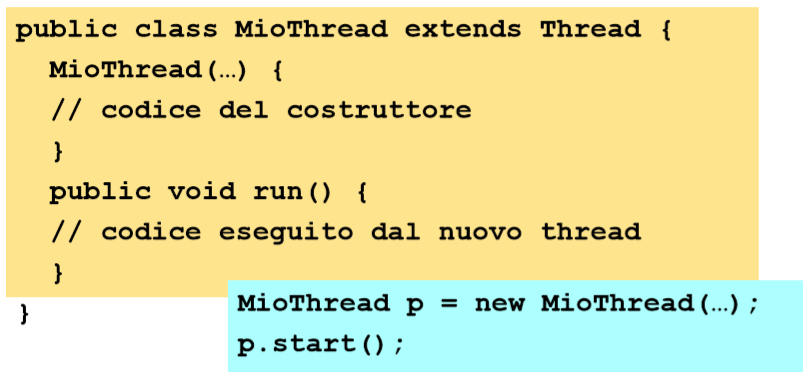 public class MioThread extends Thread {
MioThread(…) {
// codice del costruttore
}
public void run() {
// codice eseguito dal nuovo thread
}
}
MioThread p = new MioThread(…);
p.start();